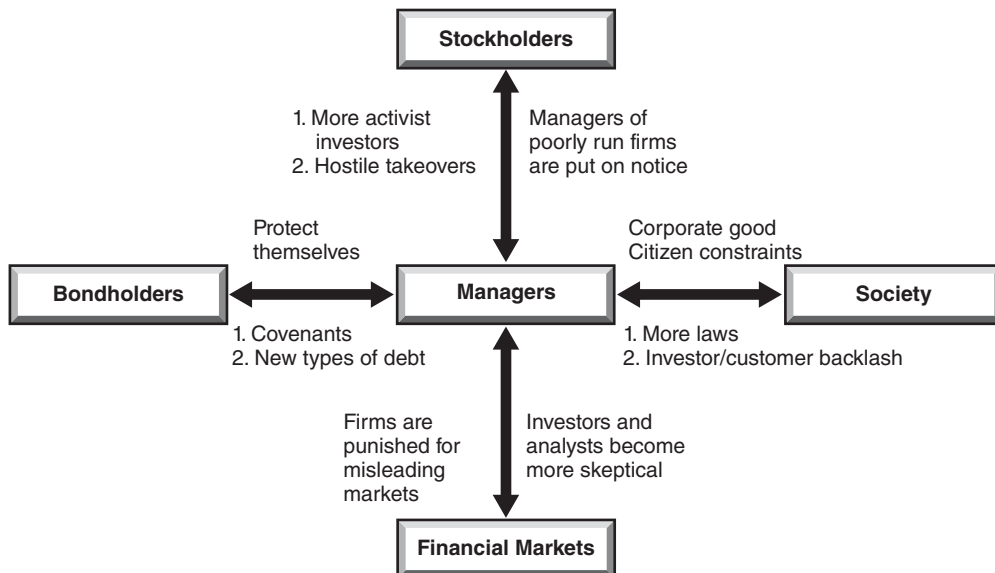 Stockholders
1. More activist
investors
2. Hostile takeovers
Managers of
poorly run firms
are put on notice
Protect
themselves
Corporate good
Citizen constraints
Bondholders
Managers
Society
1. Covenants
2. New types of debt
1. More laws
2. Investor/customer backlash
Firms are
punished for
misleading
markets
Investors and
analysts become
more skeptical
Financial Markets